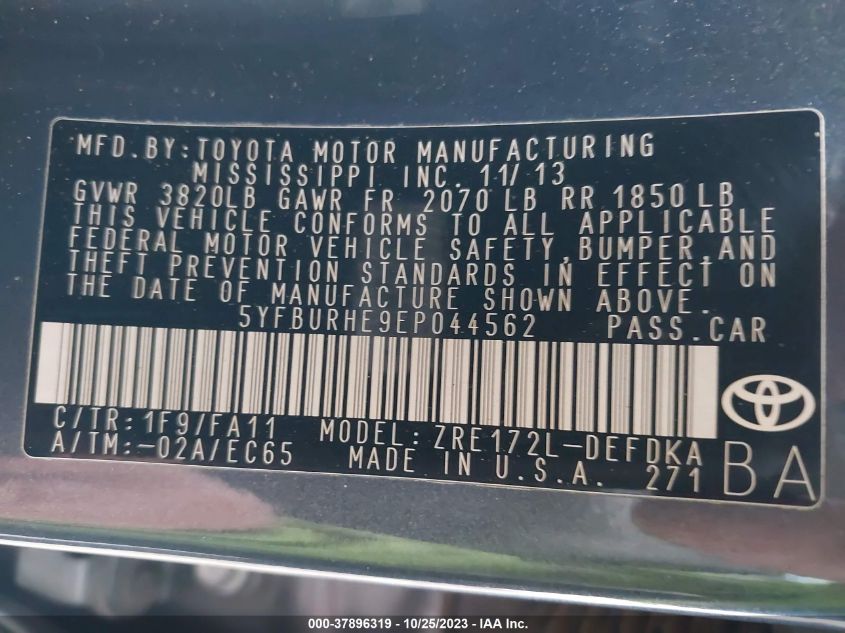 MFD.BY:TOYOTA MOTOR MANUFACTURING
MISSISSIPPI INC. 11/13
GVWR 3820LB GAWR FR 2070 LB RR 1850 LB
THIS VEHICLE CONFORMS TO ALL APPLICABLE
FEDERAL MOTOR VEHICLE SAFETY,BUMPER,AND
THEFT PREVENTION STANDARDS IN EFFECT ON
THE DATE OF MANUFACTURE SHOWN ABOVE.
5YFBURHE9EP044562 PASS.CAR
C/TR:1F9/FA11 MODEL:ZRE172L-DEFDKA
A/TM:-02A/EC65 MADE IN U.S.A. 271
BA
000-37896319 / 10/25/2023 - IAA Inc.